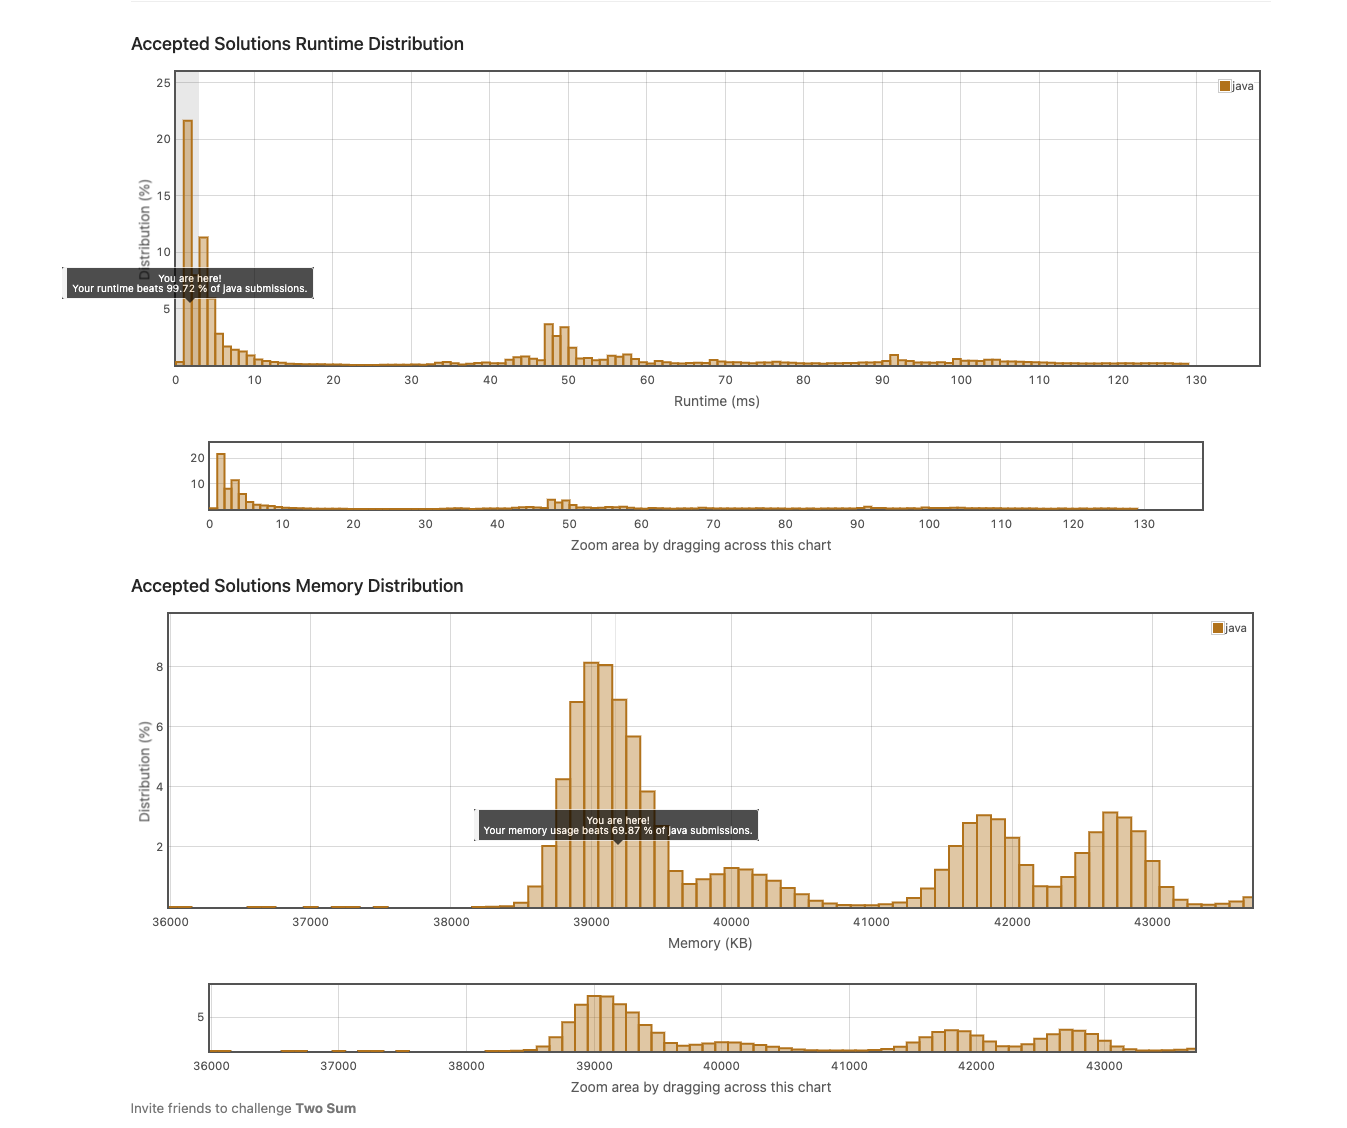 Accepted Solutions Runtime Distribution
25
20
15
10
5
Distribution (%)
java
You are here!
Your runtime beats 99.72 % of java submissions.
0 10 20 30 40 50 60 70 80 90 100 110 120 130
Runtime (ms)
20
10
0 10 20 30 40 50 60 70 80 90 100 110 120 130
Zoom area by dragging across this chart
Accepted Solutions Memory Distribution
8
6
4
2
Distribution (%)
java
You are here!
Your memory usage beats 69.87 % of java submissions.
36000 37000 38000 39000 40000 41000 42000 43000
Memory (KB)
5
36000 37000 38000 39000 40000 41000 42000 43000
Zoom area by dragging across this chart
Invite friends to challenge Two Sum